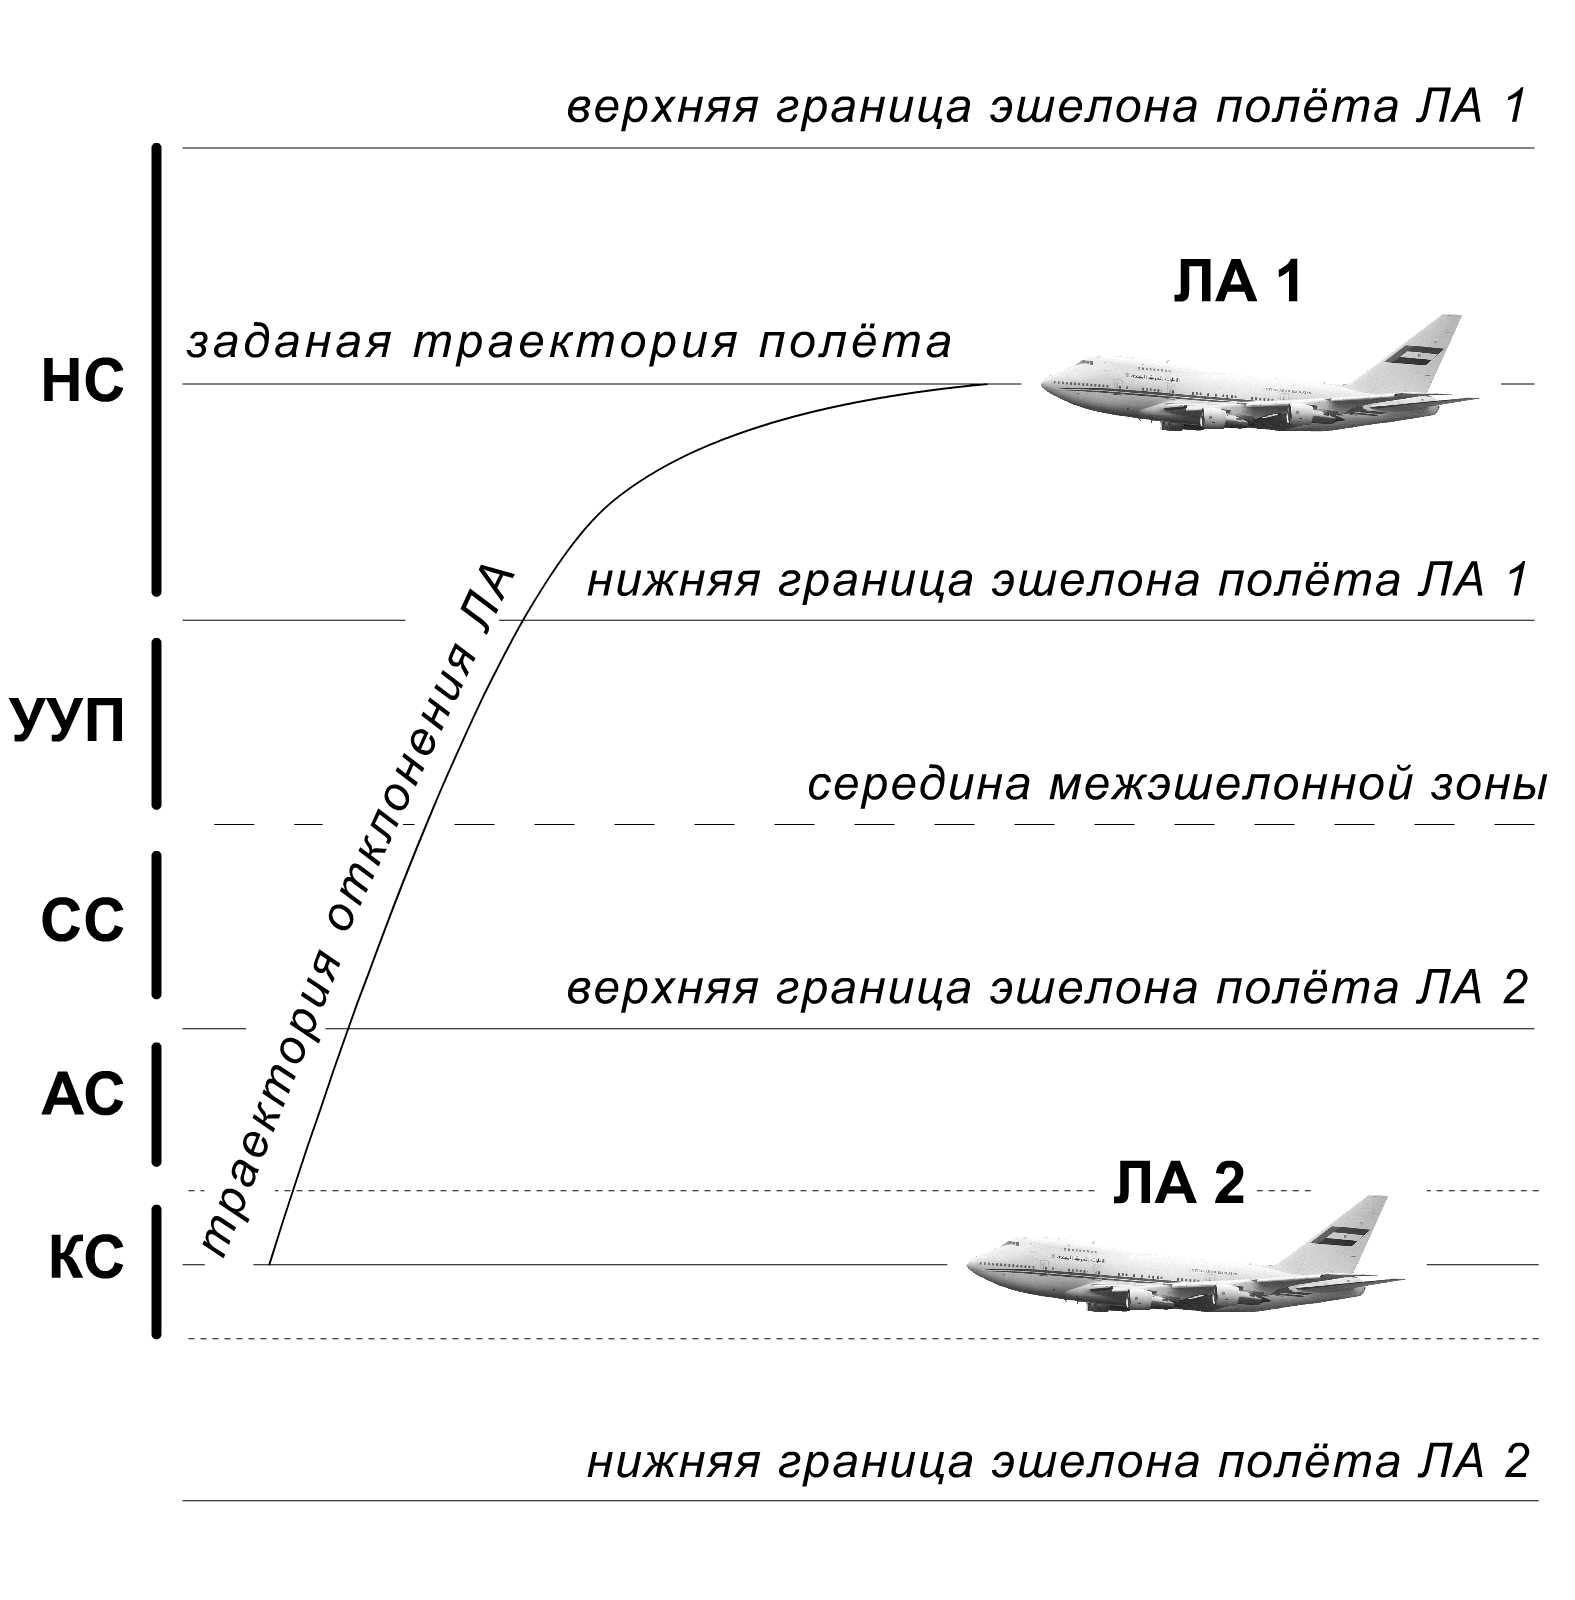 верхняя граница эшелона полёта ЛА 1
ЛА 1
заданая траектория полёта
НС
нижняя граница эшелона полёта ЛА 1
траектория отклонения ЛА
УУП
середина межэшелонной зоны
СС
верхняя граница эшелона полёта ЛА 2
АС
ЛА 2
КС
нижняя граница эшелона полёта ЛА 2